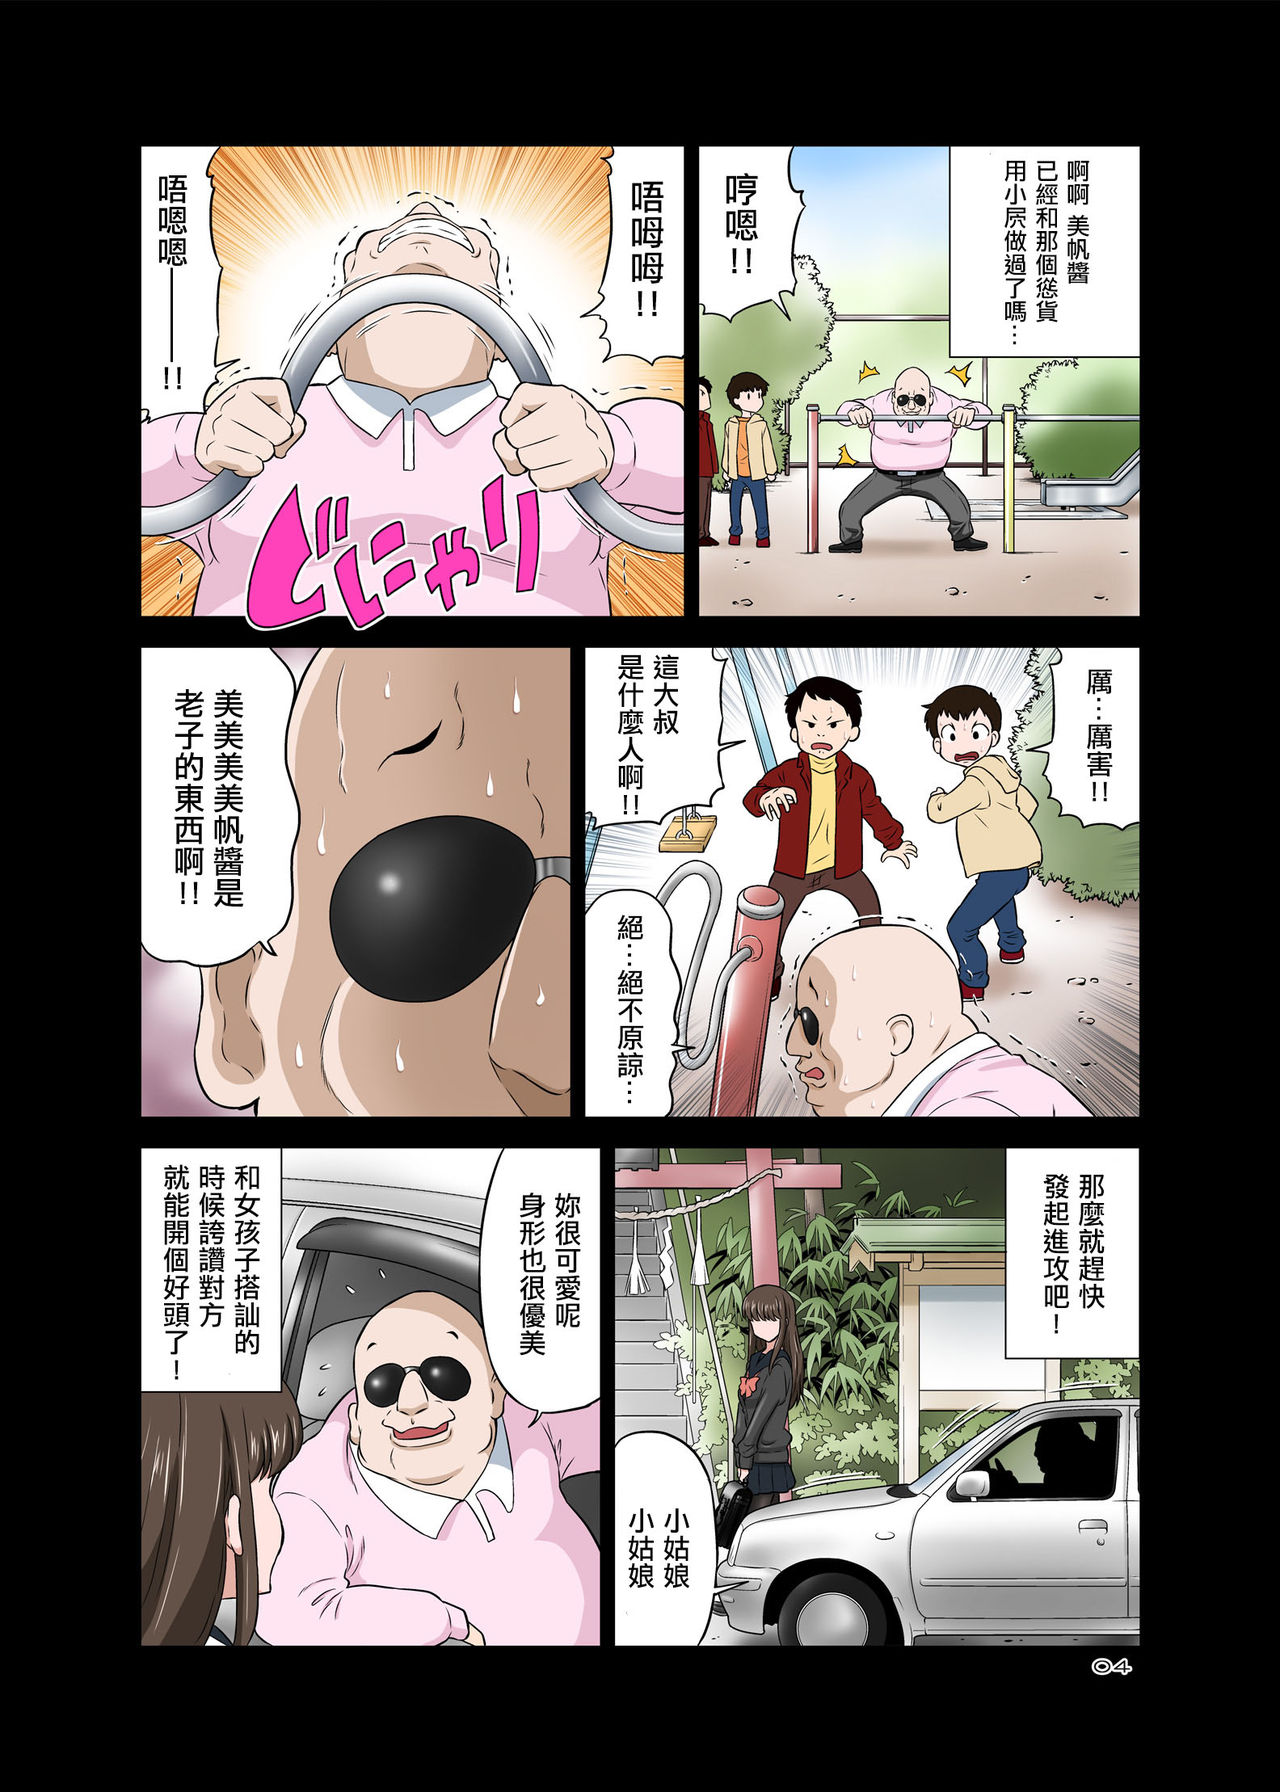 啊啊 美帆醬
已經和那個慫貨
用小屄做過了嗎…
哼嗯!!
唔呣呣!!
唔嗯嗯——!!
ぐにゃり
厲…厲害!!
這大叔
是什麼人啊!!
絕…絕不原諒…
美美美美帆醬是
老子的東西啊!!
那麼就趕快
發起進攻吧!
小姑娘
小姑娘
妳很可愛呢
身形也很優美
和女孩子搭訕的
時候誇讚對方
就能開個好頭了!
04